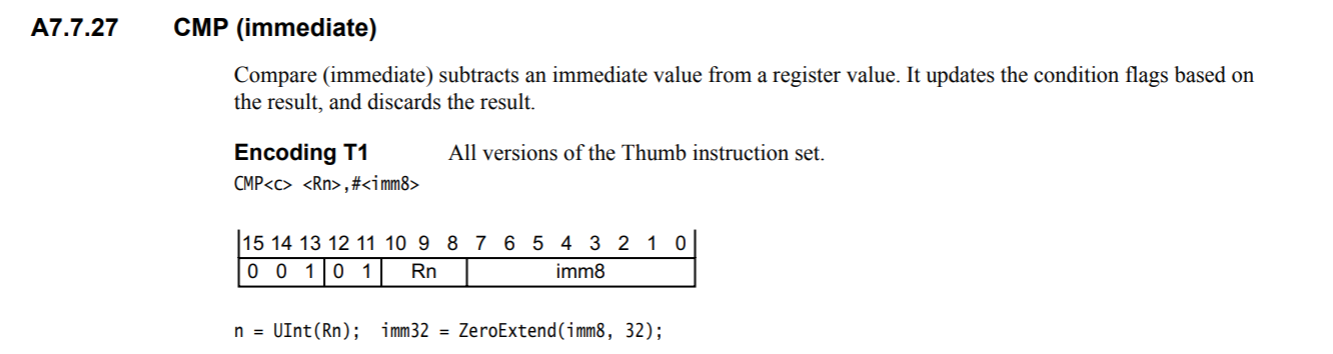 A7.7.27 CMP (immediate)
Compare (immediate) subtracts an immediate value from a register value. It updates the condition flags based on
the result, and discards the result.
Encoding T1 All versions of the Thumb instruction set.
CMP<c> <Rn>,#<imm8>
15 14 13 12 11 10 9 8 7 6 5 4 3 2 1 0
0 0 1 0 1 Rn imm8
n = UInt(Rn); imm32 = ZeroExtend(imm8, 32);